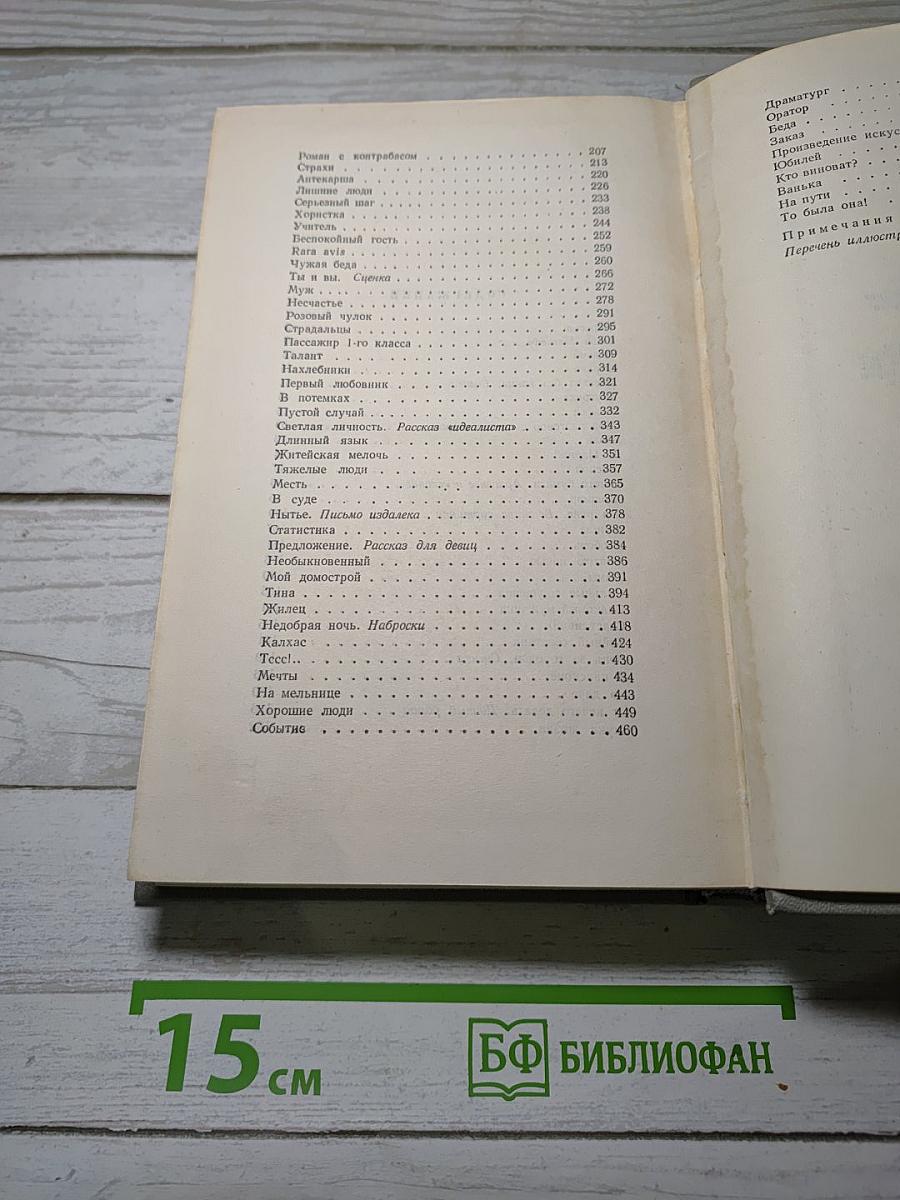 Роман с контрабасом . . . . . . . . . . . . . . 207
Страхи . . . . . . . . . . . . . . 213
Аптекарша . . . . . . . . . . . . . . 220
Лишние люди . . . . . . . . . . . . . . 226
Серьезный шаг . . . . . . . . . . . . . . 233
Хористка . . . . . . . . . . . . . . 238
Учитель . . . . . . . . . . . . . . 244
Беспокойный гость . . . . . . . . . . . . . . 252
Rara avis . . . . . . . . . . . . . . 259
Чужая беда . . . . . . . . . . . . . . 260
Ты и вы. Сценка . . . . . . . . . . . . . . 266
Муж . . . . . . . . . . . . . . 272
Несчастье . . . . . . . . . . . . . . 278
Розовый чулок . . . . . . . . . . . . . . 291
Страдальцы . . . . . . . . . . . . . . 295
Пассажир 1-го класса . . . . . . . . . . . . . . 301
Талант . . . . . . . . . . . . . . 309
Нахлебники . . . . . . . . . . . . . . 314
Первый любовник . . . . . . . . . . . . . . 321
В потемках . . . . . . . . . . . . . . 327
Пустой случай . . . . . . . . . . . . . . 332
Светлая личность. Рассказ «идеалиста» . . . . . . 343
Длинный язык . . . . . . . . . . . . . . 347
Житейская мелочь . . . . . . . . . . . . . . 351
Тяжелые люди . . . . . . . . . . . . . . 357
Месть . . . . . . . . . . . . . . 365
В суде . . . . . . . . . . . . . . 370
Нытье. Письмо издалека . . . . . . . . . . . . 378
Статистика . . . . . . . . . . . . . . 382
Предложение. Рассказ для девиц . . . . . . . . 384
Необыкновенный . . . . . . . . . . . . . . 386
Мой домострой . . . . . . . . . . . . . . 391
Тина . . . . . . . . . . . . . . 394
Жилец . . . . . . . . . . . . . . 413
Недобрая ночь. Наброски . . . . . . . . . . . 418
Калхас . . . . . . . . . . . . . . 424
Тссс!.. . . . . . . . . . . . . . . 430
Мечты . . . . . . . . . . . . . . 434
На мельнице . . . . . . . . . . . . . . 443
Хорошие люди . . . . . . . . . . . . . . 449
Событие . . . . . . . . . . . . . . 460
Драматург . . . .
Оратор . . . .
Беда . . . .
Заказ . . . .
Произведение искус
Юбилей . . . .
Кто виноват? . . .
Ванька . . . .
На пути . . . .
То была она! .
Примечания
Перечень иллюстр
15 см
БФ БИБЛИОФАН